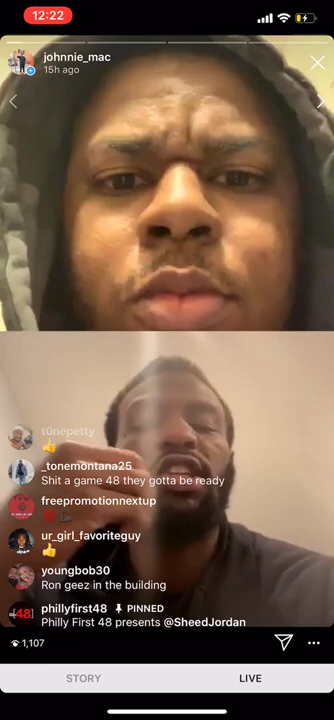 12:22
johnnie_mac
15h ago
t0nepetty
👍
_tonemontana25
Shit a game 48 they gotta be ready
freepromotionnextup
ur_girl_favoriteguy
👍
youngbob30
Ron geez in the building
[48]
phillyfirst48 PINNED
Philly First 48 presents @SheedJordan
1,107
STORY LIVE